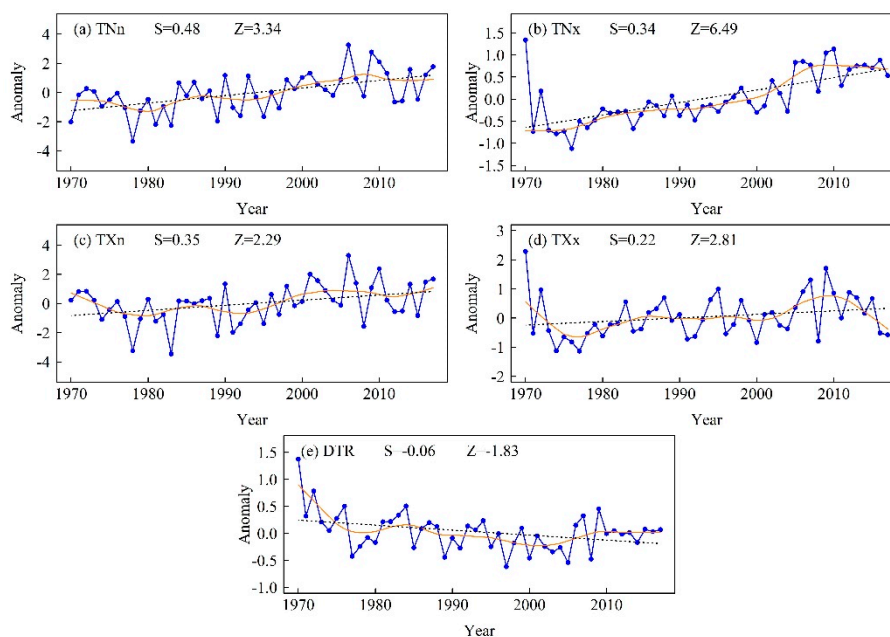 (a) TNn S=0.48 Z=3.34
4
2
0
-2
-4
Anomaly
1970 1980 1990 2000 2010
Year
(b) TNx S=0.34 Z=6.49
1.5
1.0
0.5
0.0
-0.5
-1.0
-1.5
Anomaly
1970 1980 1990 2000 2010
Year
(c) TXn S=0.35 Z=2.29
4
2
0
-2
-4
Anomaly
1970 1980 1990 2000 2010
Year
(d) TXx S=0.22 Z=2.81
2
1
0
-1
-2
Anomaly
1970 1980 1990 2000 2010
Year
(e) DTR S -0.06 Z -1.83
1.5
1.0
0.5
0.0
-0.5
-1.0
Anomaly
1970 1980 1990 2000 2010
Year